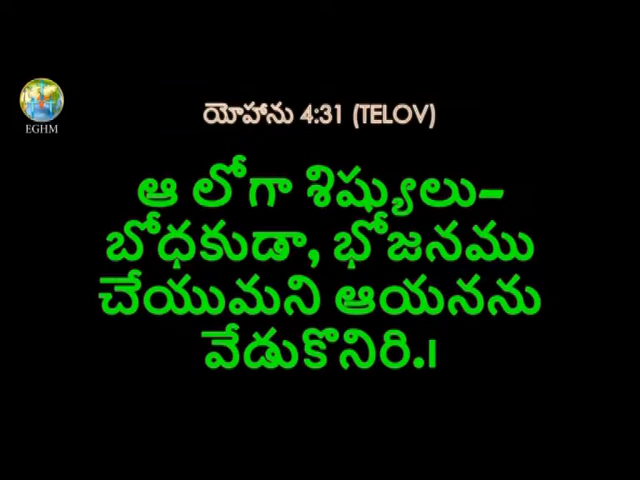 EGHM
యోహాను 4:31 (TELOV)
ఆ లోగా శిష్యులు-
బోధకుడా, భోజనము
చేయుమని ఆయనను
వేడుకొనిరి.।